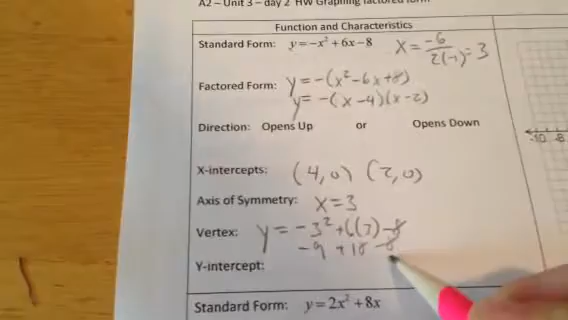 A2 – Unit 3 – day 2 HW Graphing factored form
Function and Characteristics
Standard Form: y=-x²+6x-8 x=-6/2(-1)=3
Factored Form: y=-(x²-6x+8)
y=-(x-4)(x-2)
Direction: Opens Up or Opens Down
-10 -8
X-intercepts: (4,0) (2,0)
Axis of Symmetry: x=3
Vertex: y=-3²+6(3)-8
-9+18-8
Y-intercept:
Standard Form: y=2x²+8x